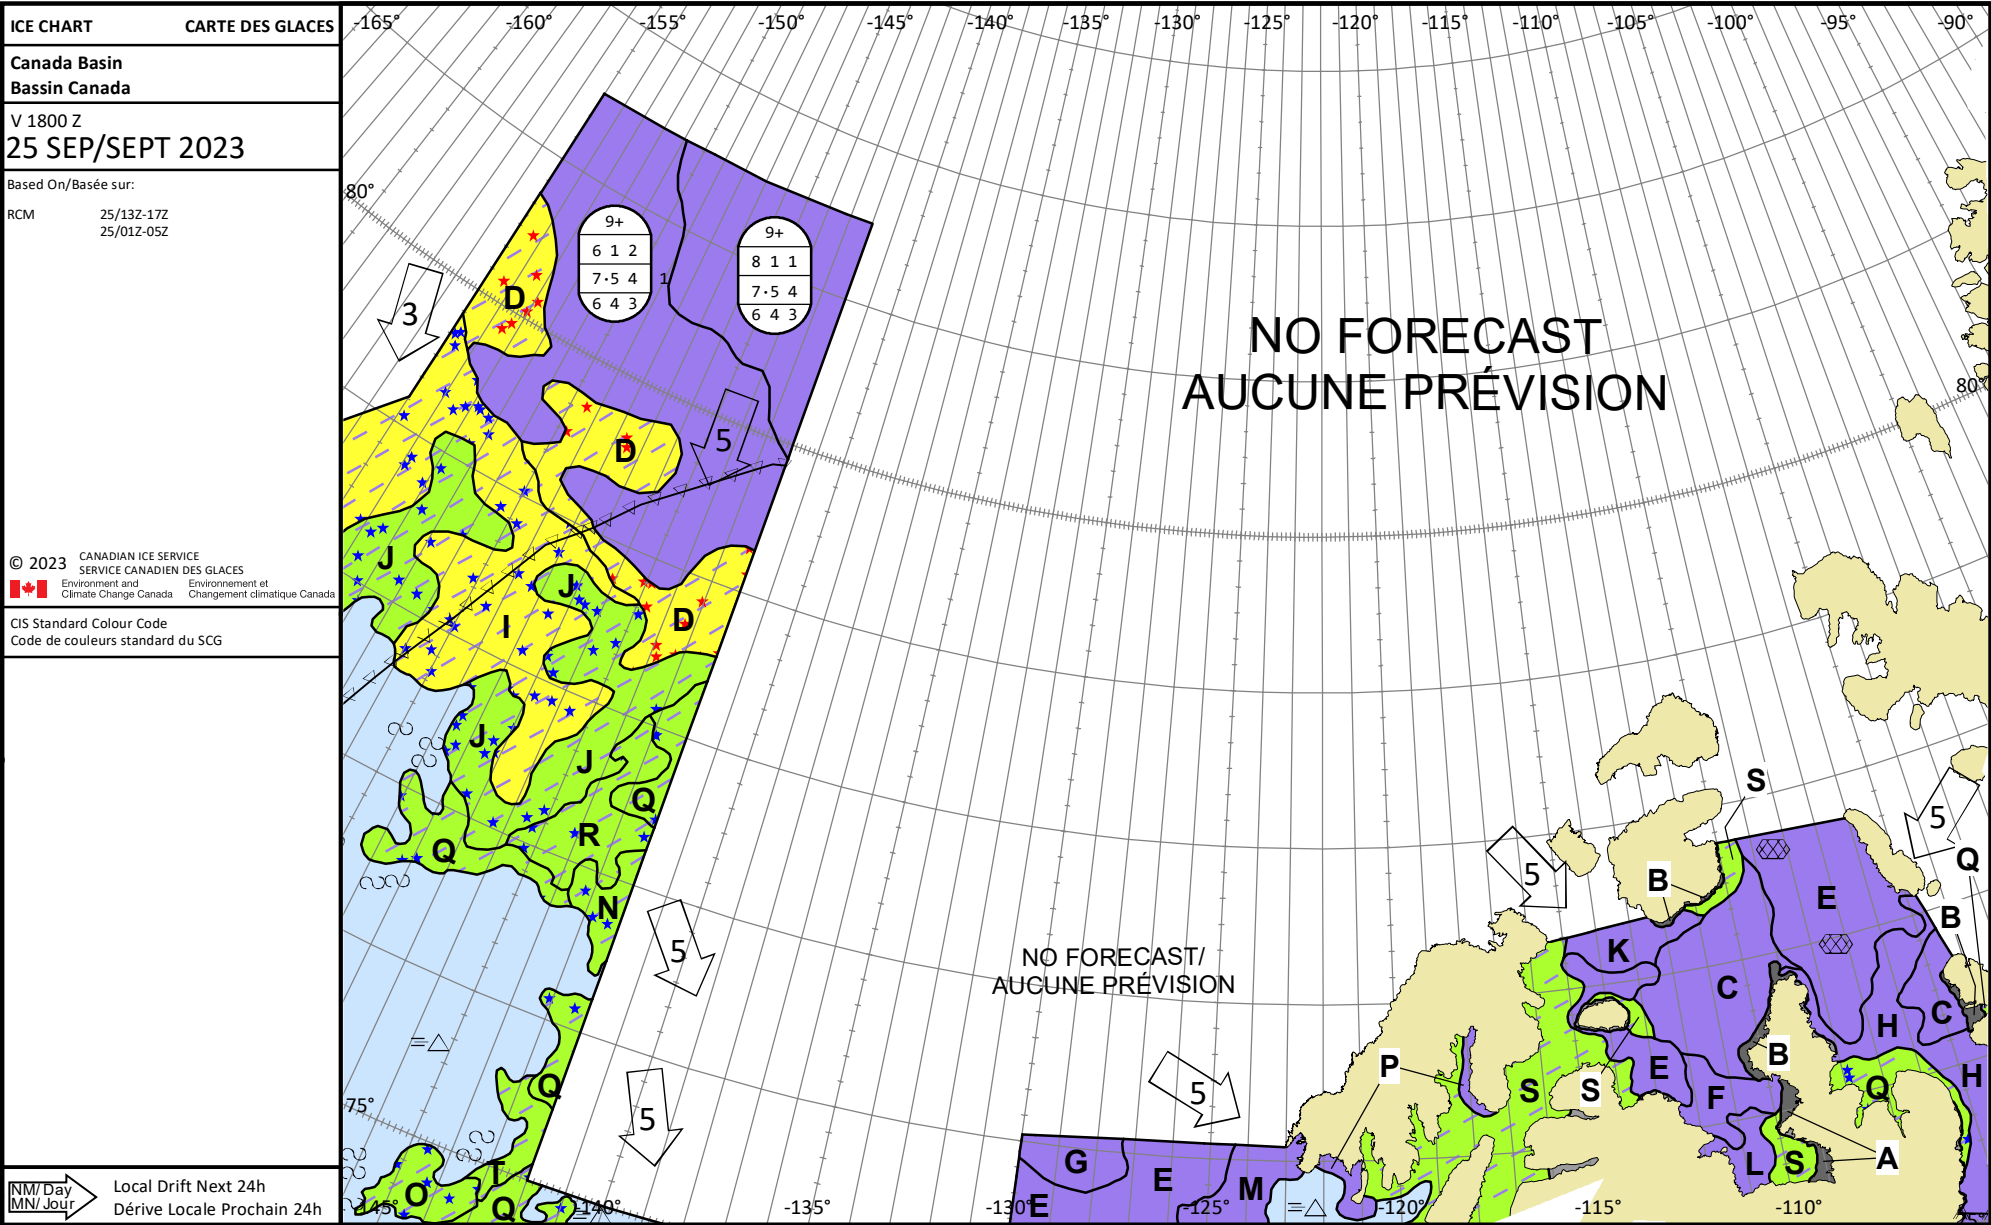 ICE CHART CARTE DES GLACES
Canada Basin
Bassin Canada
V 1800 Z
25 SEP/SEPT 2023
Based On/Basée sur:
RCM 25/13Z-17Z
25/01Z-05Z
© 2023 CANADIAN ICE SERVICE
SERVICE CANADIEN DES GLACES
Environment and Climate Change Canada
Environnement et Changement climatique Canada
CIS Standard Colour Code
Code de couleurs standard du SCG
NM/Day
MN/Jour
Local Drift Next 24h
Dérive Locale Prochain 24h
-165° -160° -155° -150° -145° -140° -135° -130° -125° -120° -115° -110° -105° -100° -95° -90°
80°
9+
6 1 2
7·5 4 1
6 4 3
9+
8 1 1
7·5 4
6 4 3
D
3
NO FORECAST
AUCUNE PRÉVISION
80°
D
5
J
J
I
D
J
J
Q
R
Q
N
5
NO FORECAST/
AUCUNE PRÉVISION
5
S
5
Q
B
E
B
K
C
C
H
B
E
H
P
S
S
F
Q
5
Q
5
75°
G
E
E
M
L
S
A
T
O
Q
-145° -140° -135° -130° -125° -120° -115° -110°